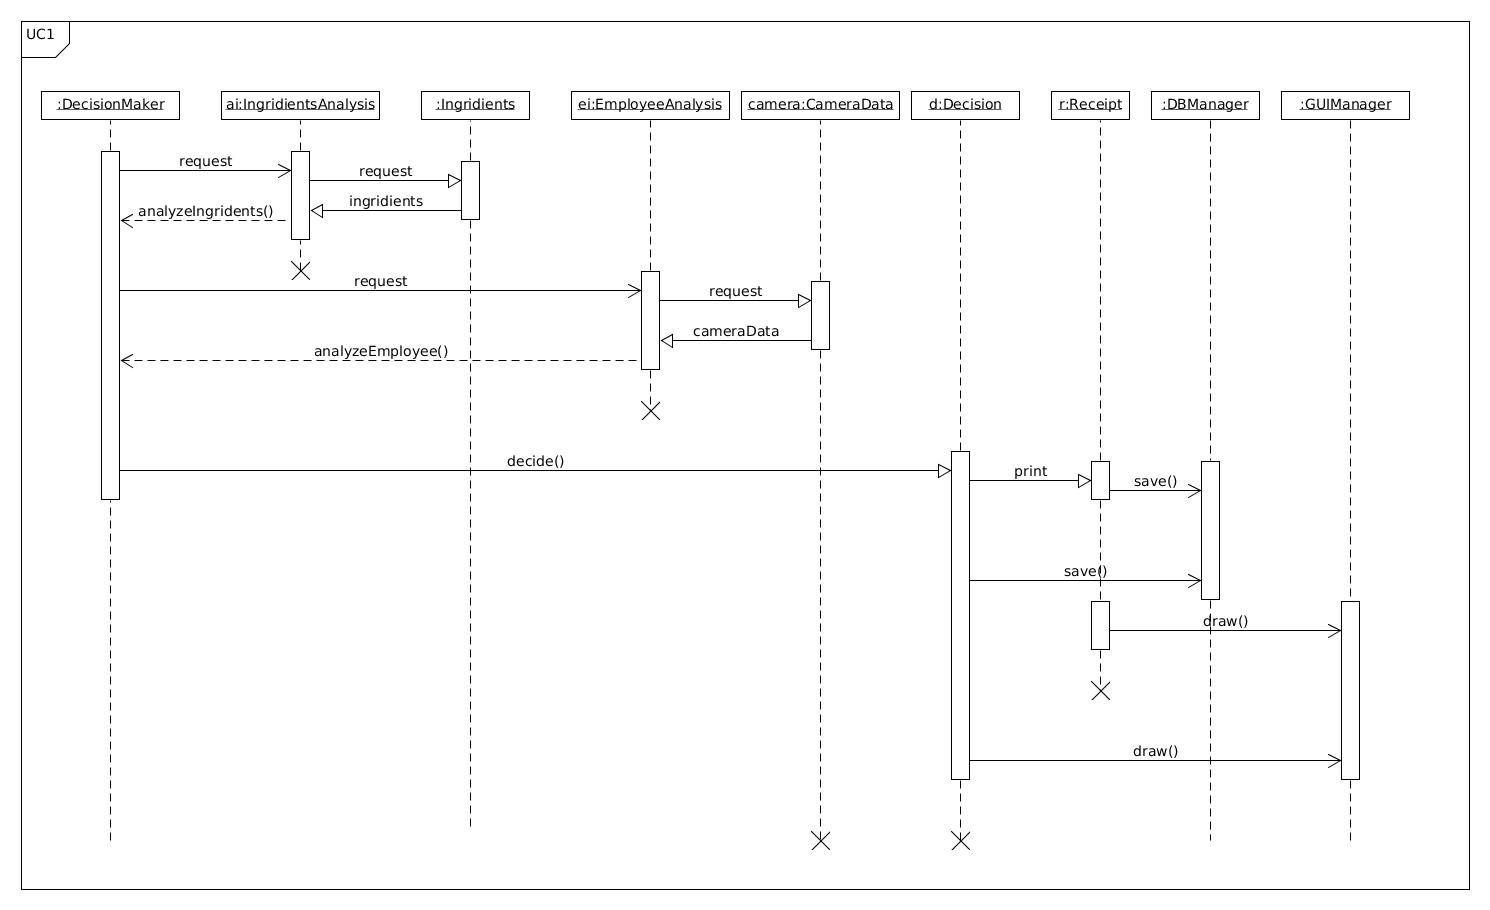 UC1
:DecisionMaker
ai:IngridientsAnalysis
:Ingridients
ei:EmployeeAnalysis
camera:CameraData
d:Decision
r:Receipt
:DBManager
:GUIManager
request
request
ingridients
analyzeIngridents()
request
request
cameraData
analyzeEmployee()
decide()
print
save()
save()
draw()
draw()